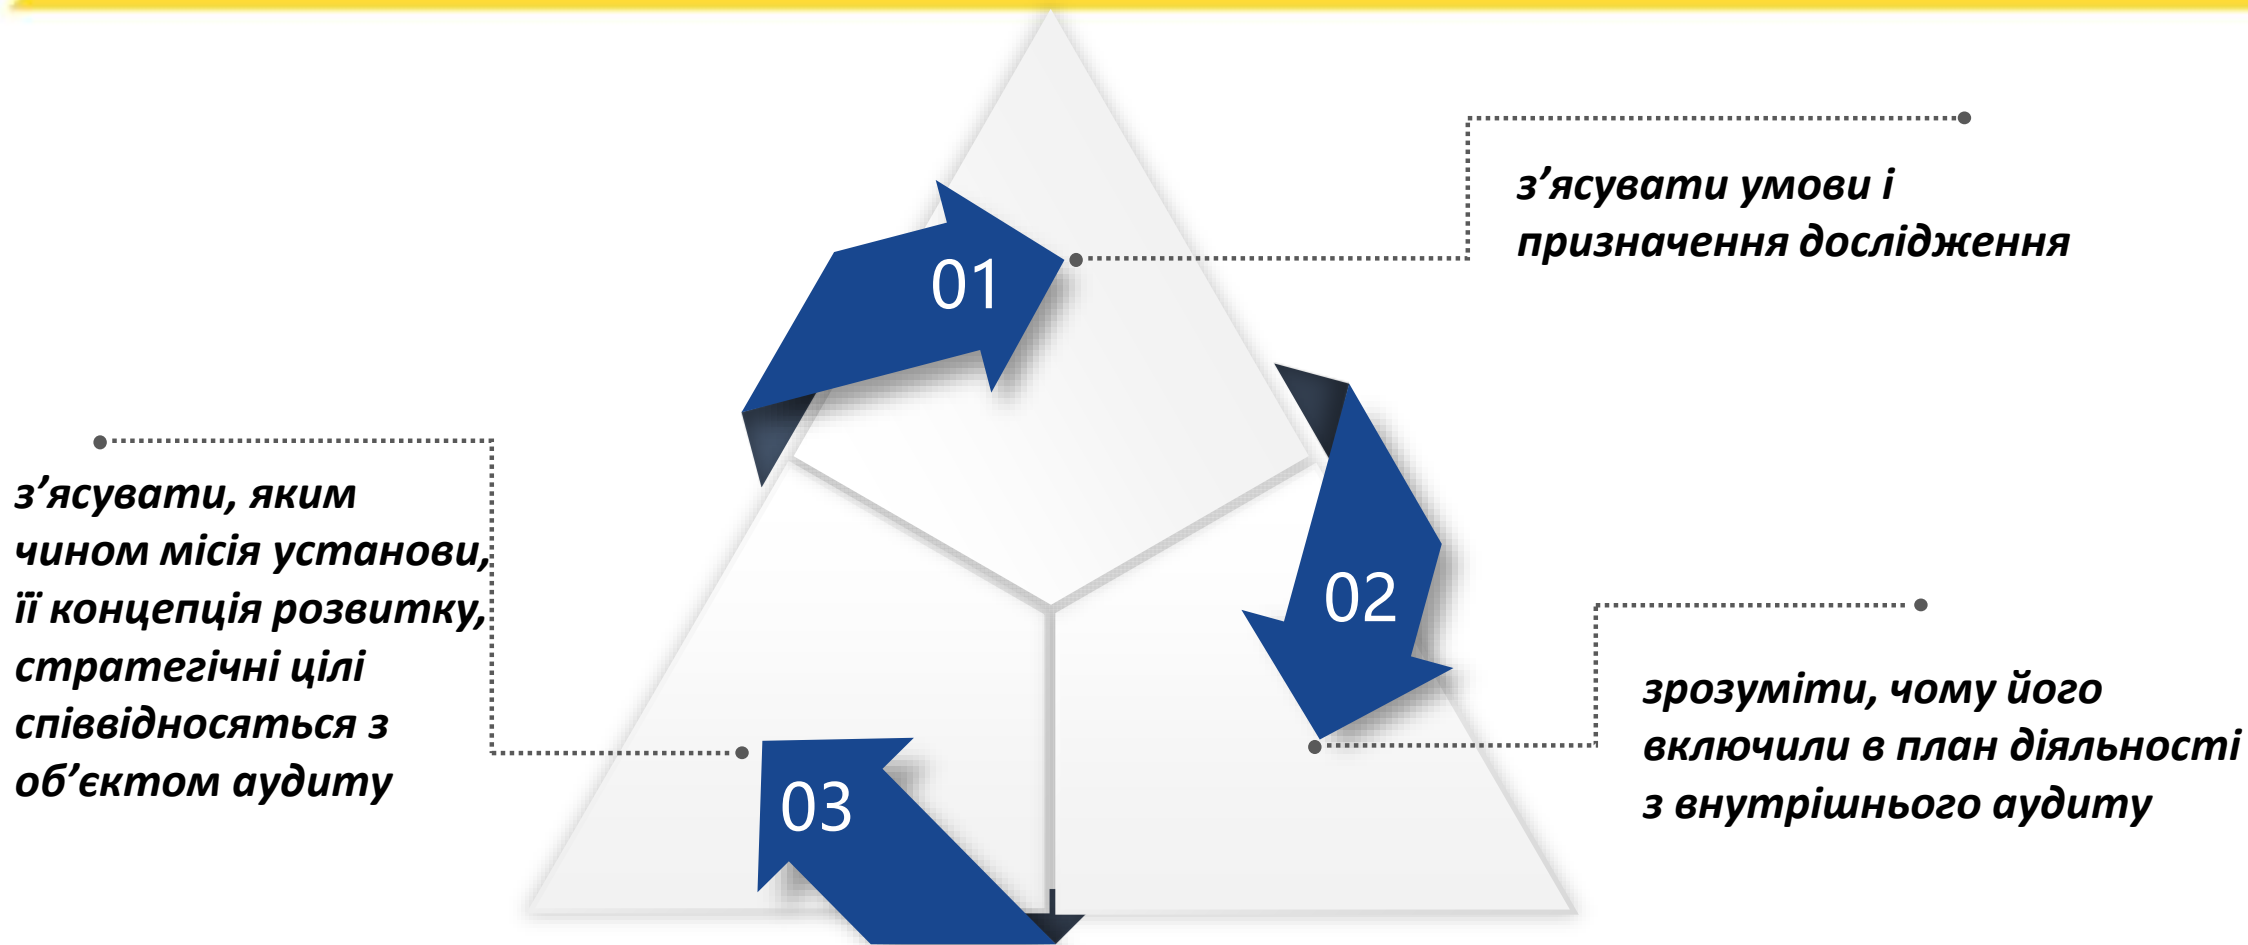 01
з’ясувати умови і
призначення дослідження
02
зрозуміти, чому його
включили в план діяльності
з внутрішнього аудиту
03
з’ясувати, яким
чином місія установи,
її концепція розвитку,
стратегічні цілі
співвідносяться з
об’єктом аудиту